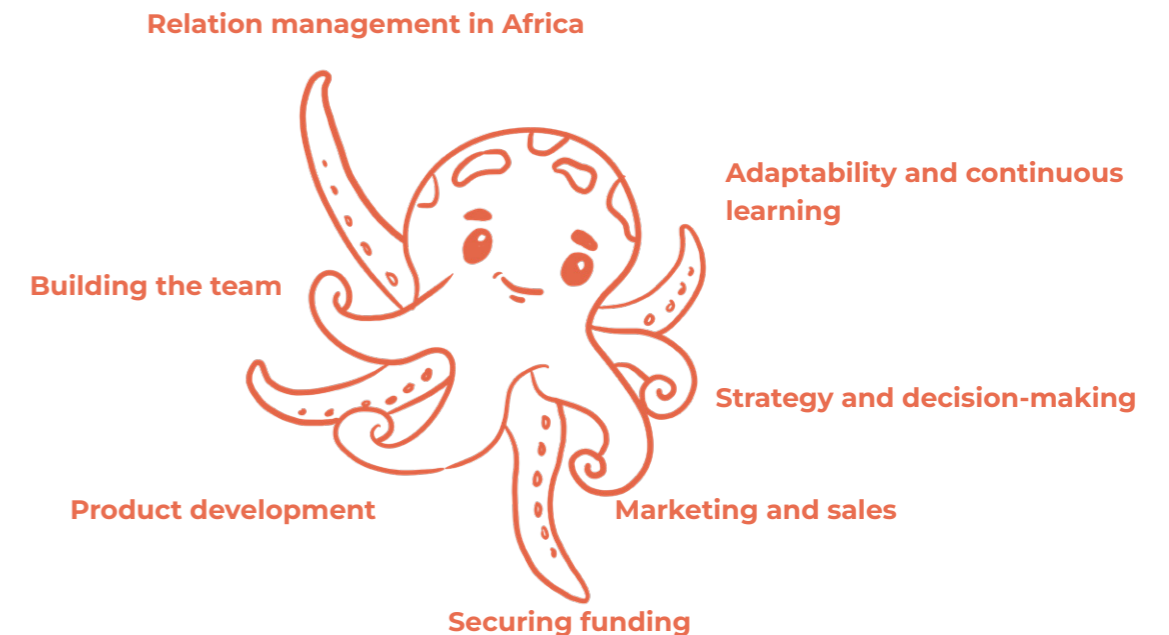 Relation management in Africa
Adaptability and continuous
learning
Building the team
Strategy and decision-making
Product development
Marketing and sales
Securing funding